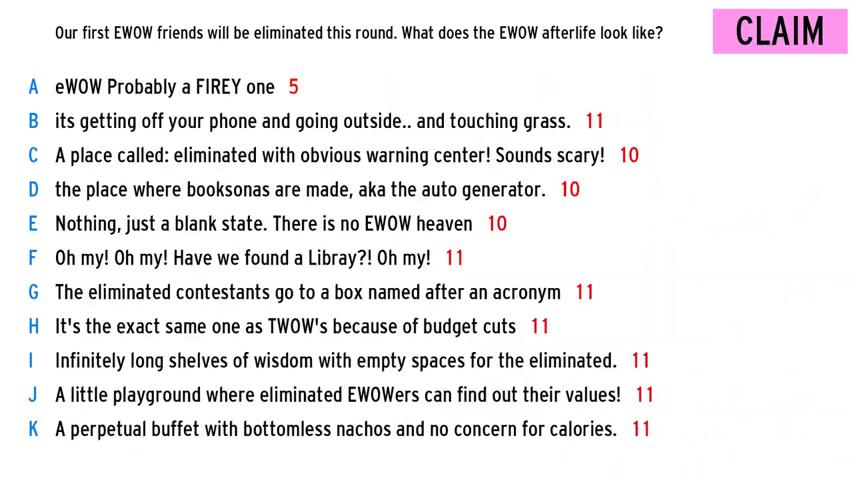 Our first EWOW friends will be eliminated this round. What does the EWOW afterlife look like?
CLAIM
A eWOW Probably a FIREY one 5
B its getting off your phone and going outside.. and touching grass. 11
C A place called: eliminated with obvious warning center! Sounds scary! 10
D the place where booksonas are made, aka the auto generator. 10
E Nothing, just a blank state. There is no EWOW heaven 10
F Oh my! Oh my! Have we found a Libray?! Oh my! 11
G The eliminated contestants go to a box named after an acronym 11
H It's the exact same one as TWOW's because of budget cuts 11
I Infinitely long shelves of wisdom with empty spaces for the eliminated. 11
J A little playground where eliminated EWOWers can find out their values! 11
K A perpetual buffet with bottomless nachos and no concern for calories. 11